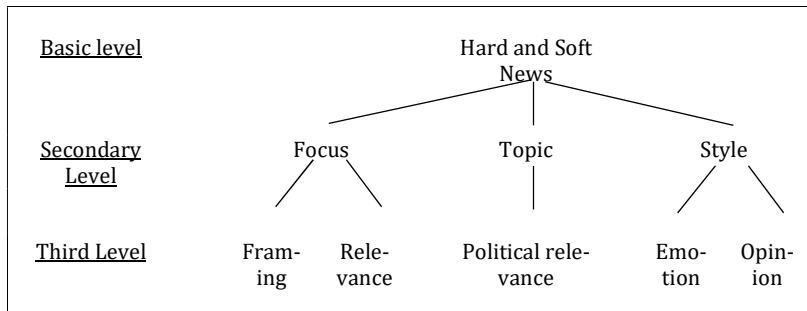 Basic level
Hard and Soft
News
Secondary
Level
Focus
Topic
Style
Third Level
Fram-
ing
Rele-
vance
Political rele-
vance
Emo-
tion
Opin-
ion